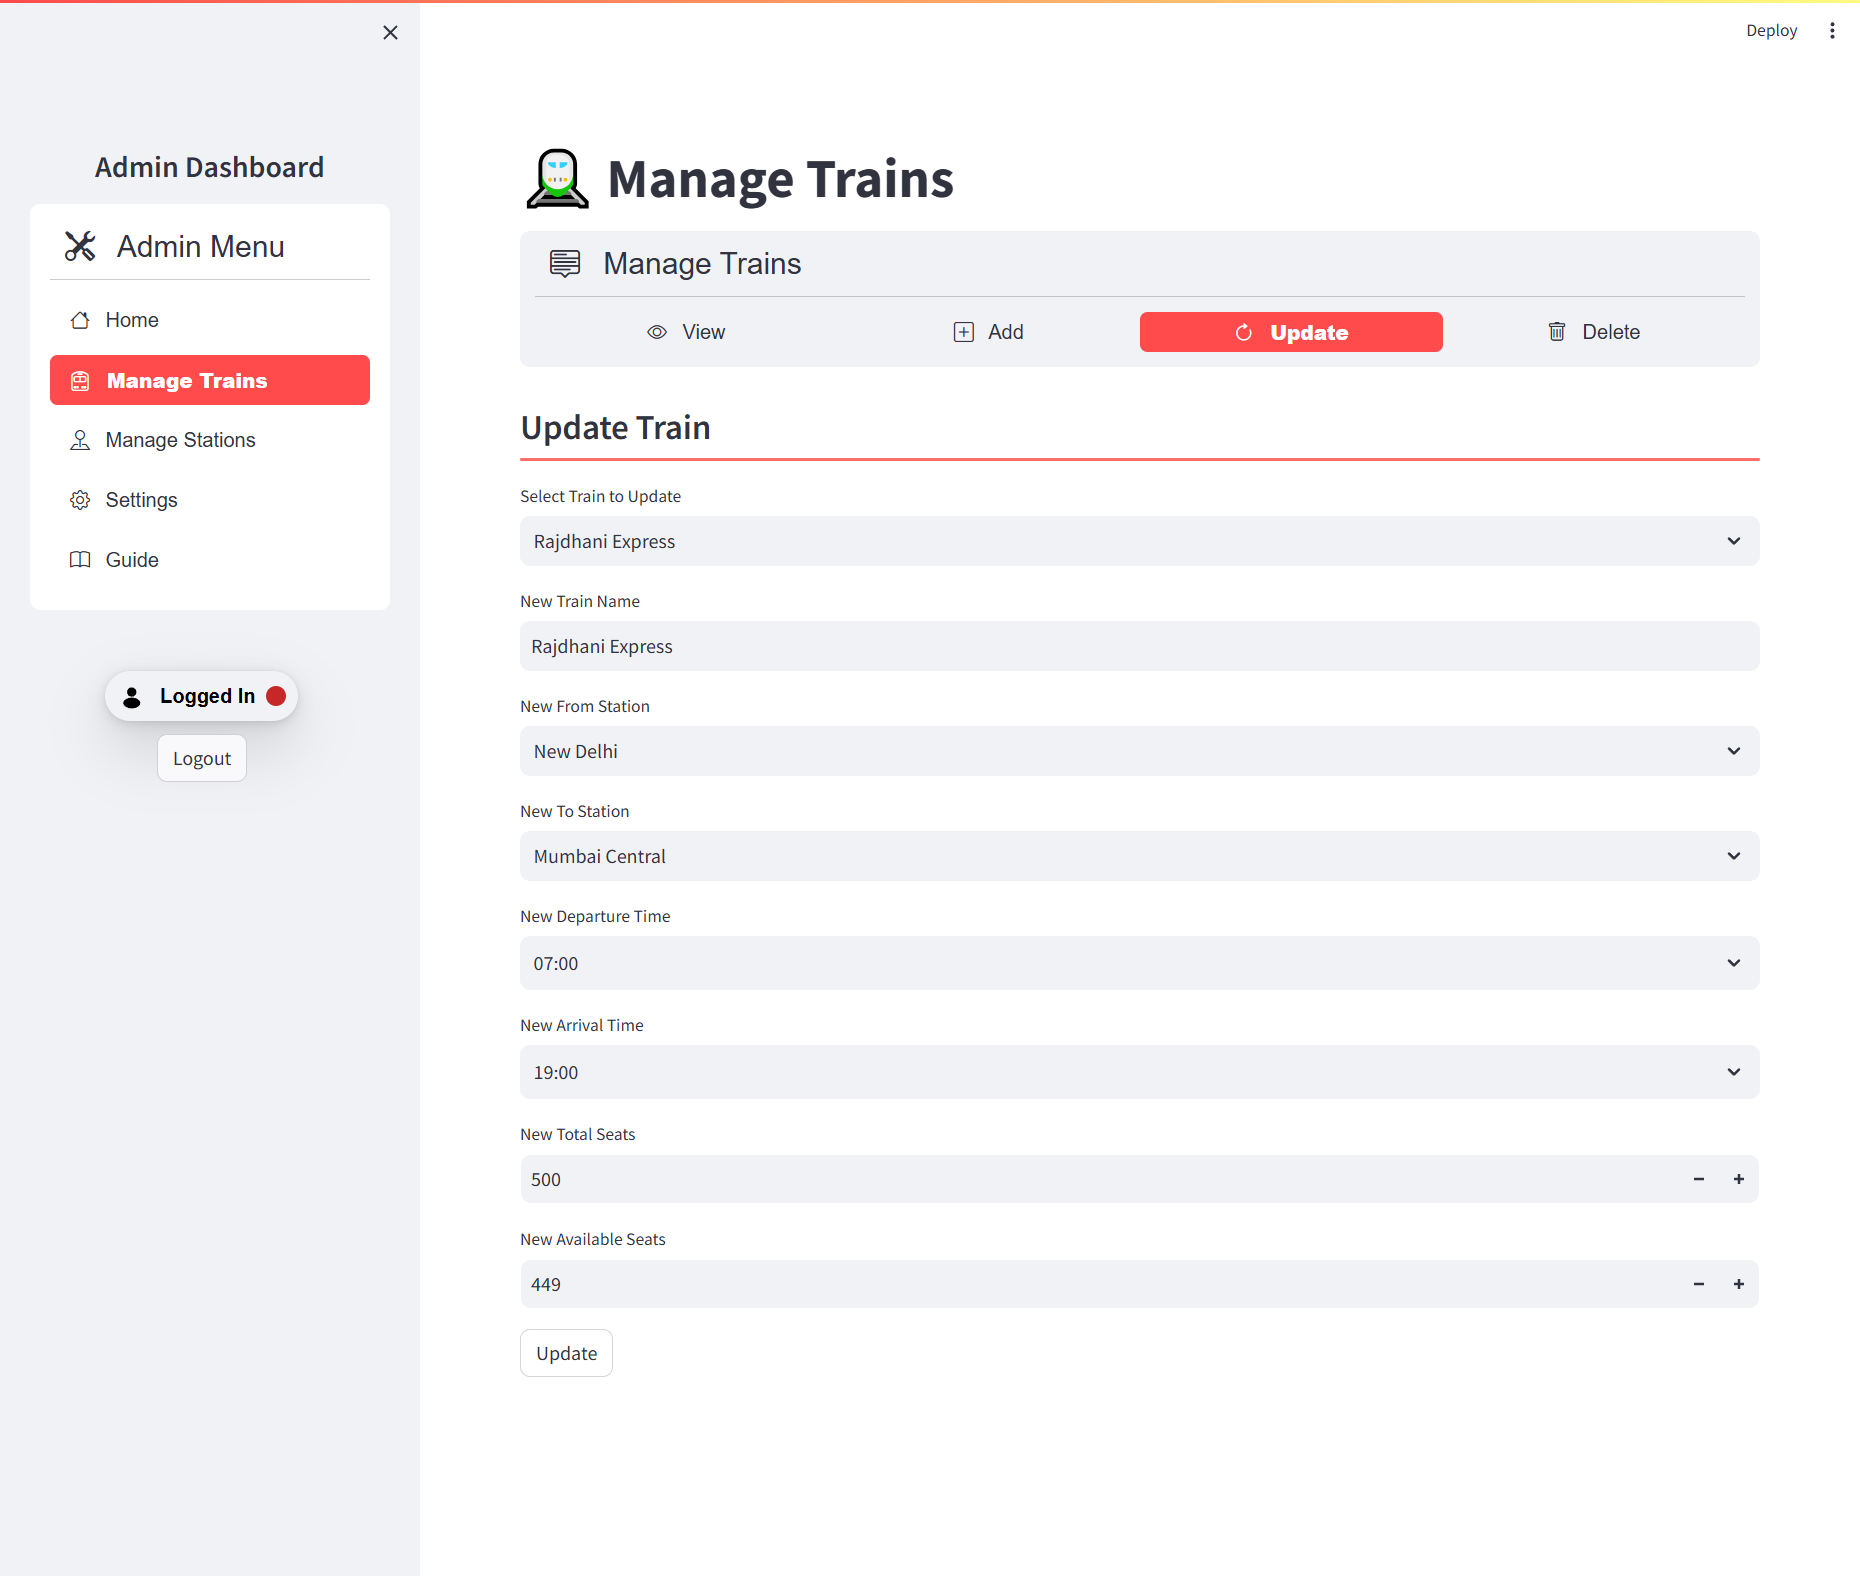 Deploy
Admin Dashboard
Admin Menu
Home
Manage Trains
Manage Stations
Settings
Guide
Logged In
Logout
Manage Trains
Manage Trains
View
Add
Update
Delete
Update Train
Select Train to Update
Rajdhani Express
New Train Name
Rajdhani Express
New From Station
New Delhi
New To Station
Mumbai Central
New Departure Time
07:00
New Arrival Time
19:00
New Total Seats
500
New Available Seats
449
Update